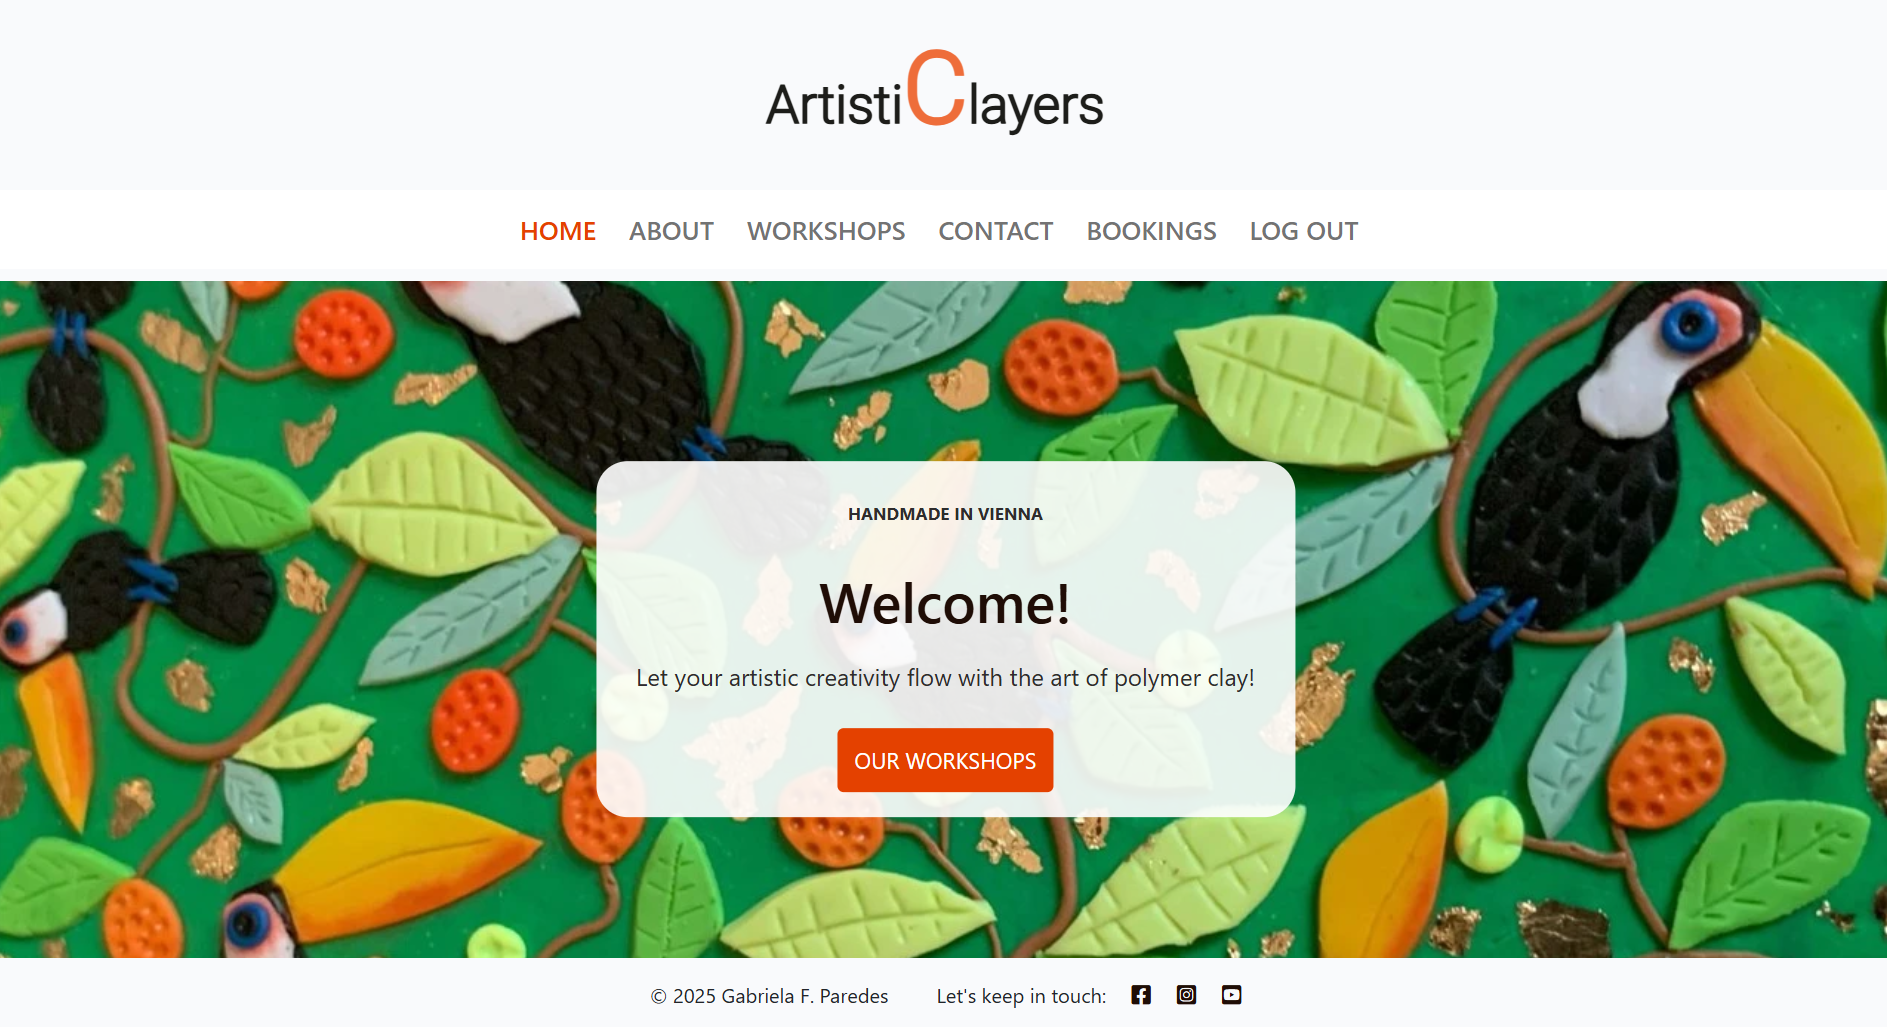 ArtistiClayers
HOME ABOUT WORKSHOPS CONTACT BOOKINGS LOG OUT
HANDMADE IN VIENNA
Welcome!
Let your artistic creativity flow with the art of polymer clay!
OUR WORKSHOPS
© 2025 Gabriela F. Paredes Let's keep in touch: